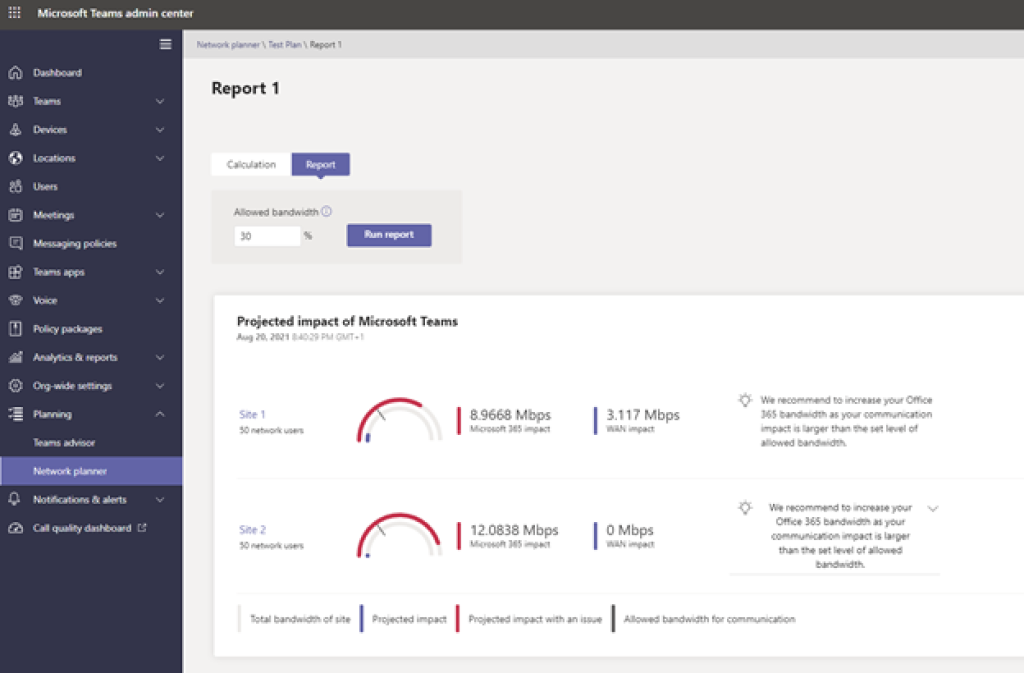 Microsoft Teams admin center
Network planner \ Test Plan \ Report 1
Dashboard
Teams
Devices
Locations
Users
Meetings
Messaging policies
Teams apps
Voice
Policy packages
Analytics & reports
Org-wide settings
Planning
Teams advisor
Network planner
Notifications & alerts
Call quality dashboard
Report 1
Calculation
Report
Allowed bandwidth
30
%
Run report
Projected impact of Microsoft Teams
Aug 20, 2021 8:40:29 PM GMT+1
Site 1
50 network users
8.9668 Mbps
Microsoft 365 impact
3.117 Mbps
WAN impact
We recommend to increase your Office
365 bandwidth as your communication
impact is larger than the set level of
allowed bandwidth.
Site 2
50 network users
12.0838 Mbps
Microsoft 365 impact
0 Mbps
WAN impact
We recommend to increase your
Office 365 bandwidth as your
communication impact is larger
than the set level of allowed
bandwidth.
Total bandwidth of site
Projected impact
Projected impact with an issue
Allowed bandwidth for communication